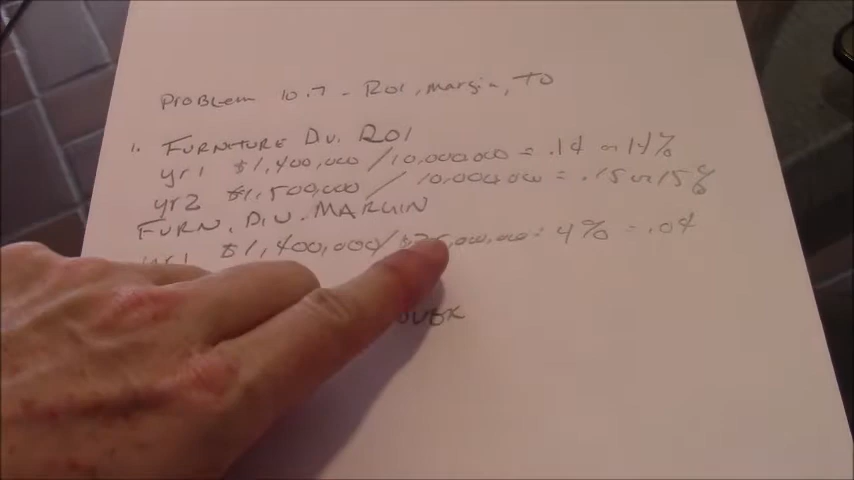 Problem 10.7 - ROI, margin, TO
1. FURNITURE DIV. ROI
yr1 $1,400,000 / 10,000,000 = .14 or 14%
yr2 $1,500,000 / 10,000,000 = .15 or 15%
FURN. DIV. MARGIN
yr1 $1,400,000 / ,000,000 = 4% = .04